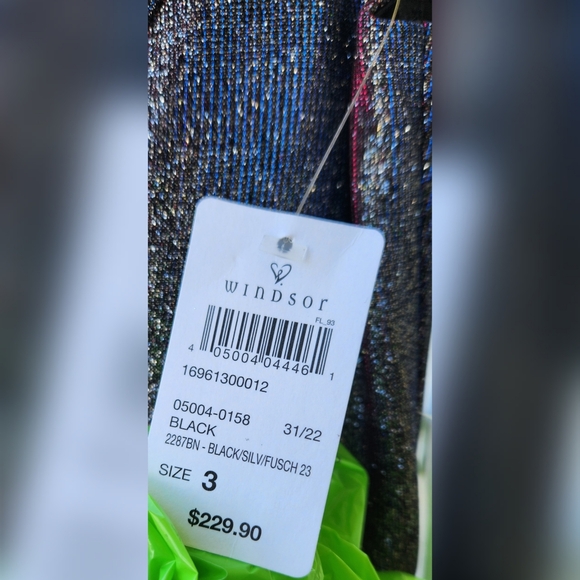 WINDSOR
FL_93
4 05004 04446 1
16961300012
05004-0158 31/22
BLACK
2287BN - BLACK/SILV/FUSCH 23
SIZE 3
$229.90